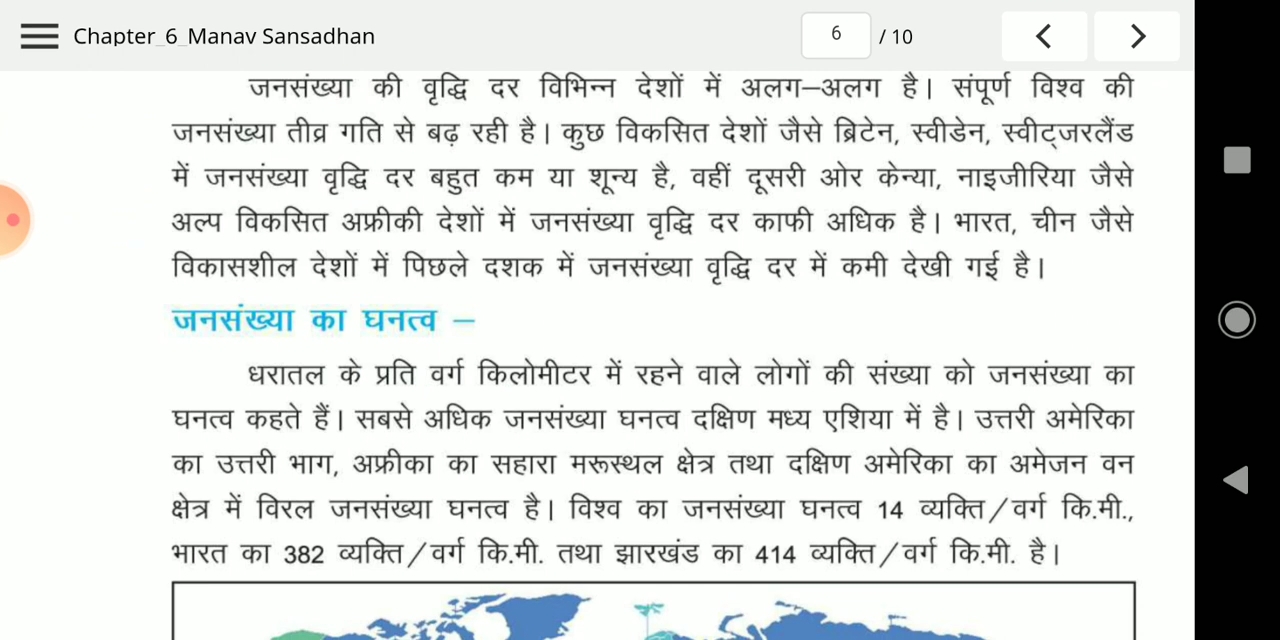 Chapter_6_Manav Sansadhan
6 / 10
जनसंख्या की वृद्धि दर विभिन्न देशों में अलग–अलग है। संपूर्ण विश्व की
जनसंख्या तीव्र गति से बढ़ रही है। कुछ विकसित देशों जैसे ब्रिटेन, स्वीडेन, स्वीट्जरलैंड
में जनसंख्या वृद्धि दर बहुत कम या शून्य है, वहीं दूसरी ओर केन्या, नाइजीरिया जैसे
अल्प विकसित अफ्रीकी देशों में जनसंख्या वृद्धि दर काफी अधिक है। भारत, चीन जैसे
विकासशील देशों में पिछले दशक में जनसंख्या वृद्धि दर में कमी देखी गई है।
जनसंख्या का घनत्व –
धरातल के प्रति वर्ग किलोमीटर में रहने वाले लोगों की संख्या को जनसंख्या का
घनत्व कहते हैं। सबसे अधिक जनसंख्या घनत्व दक्षिण मध्य एशिया में है। उत्तरी अमेरिका
का उत्तरी भाग, अफ्रीका का सहारा मरूस्थल क्षेत्र तथा दक्षिण अमेरिका का अमेजन वन
क्षेत्र में विरल जनसंख्या घनत्व है। विश्व का जनसंख्या घनत्व 14 व्यक्ति/वर्ग कि.मी.,
भारत का 382 व्यक्ति/वर्ग कि.मी. तथा झारखंड का 414 व्यक्ति/वर्ग कि.मी. है।